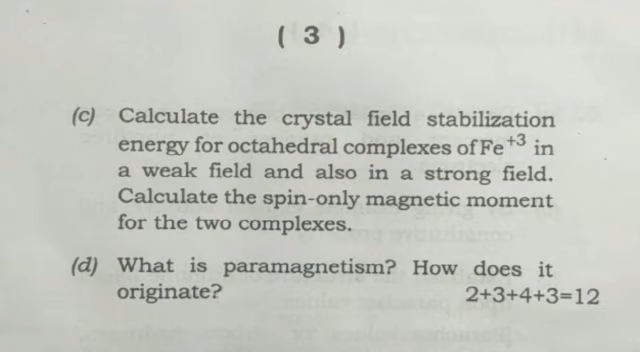 ( 3 )
(c) Calculate the crystal field stabilization
energy for octahedral complexes of Fe⁺³ in
a weak field and also in a strong field.
Calculate the spin-only magnetic moment
for the two complexes.
(d) What is paramagnetism? How does it
originate? 2+3+4+3=12